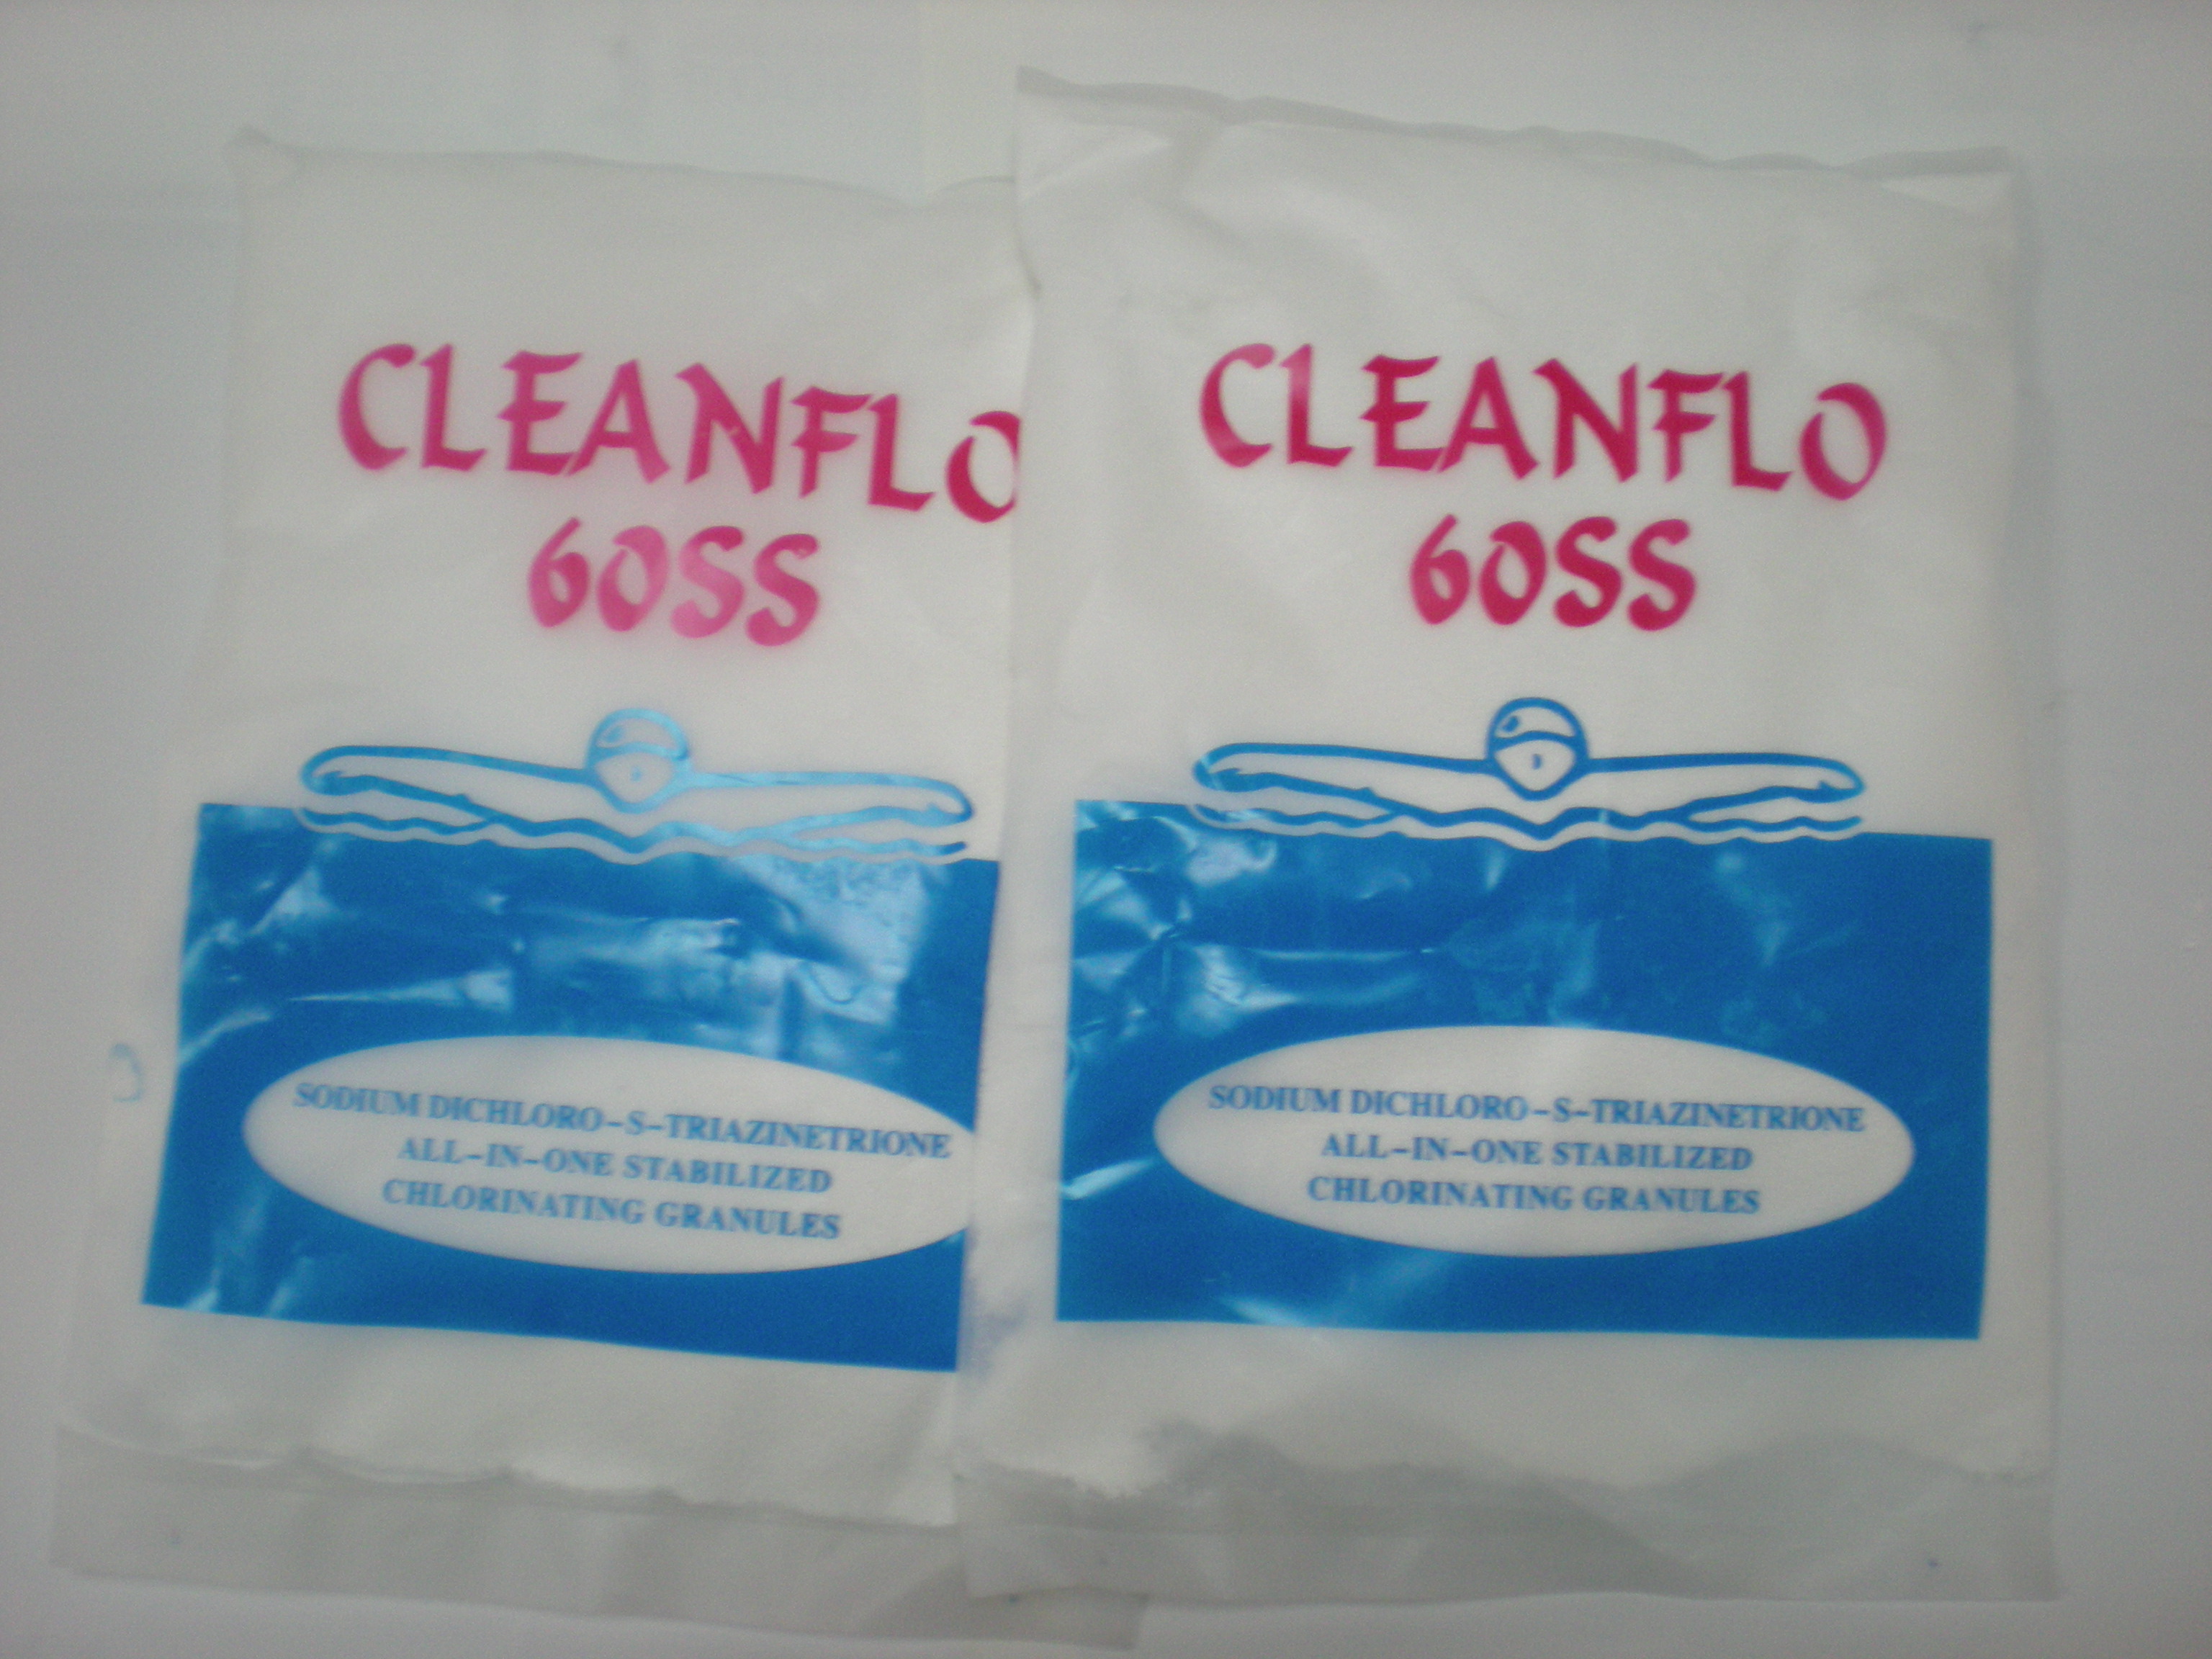 CLEANFLO
60SS
SODIUM DICHLORO-S-TRIAZINETRIONE
ALL-IN-ONE STABILIZED
CHLORINATING GRANULES
CLEANFLO
60SS
SODIUM DICHLORO-S-TRIAZINETRIONE
ALL-IN-ONE STABILIZED
CHLORINATING GRANULES